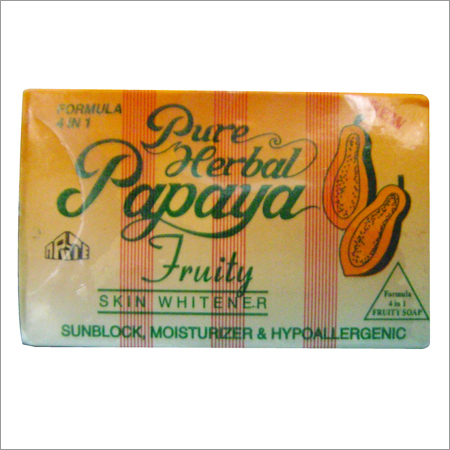 FORMULA
4 IN 1
NEW
Pure
Herbal
Papaya
Fruity
SKIN WHITENER
SUNBLOCK, MOISTURIZER & HYPOALLERGENIC
Formula
4 in 1
FRUITY SOAP